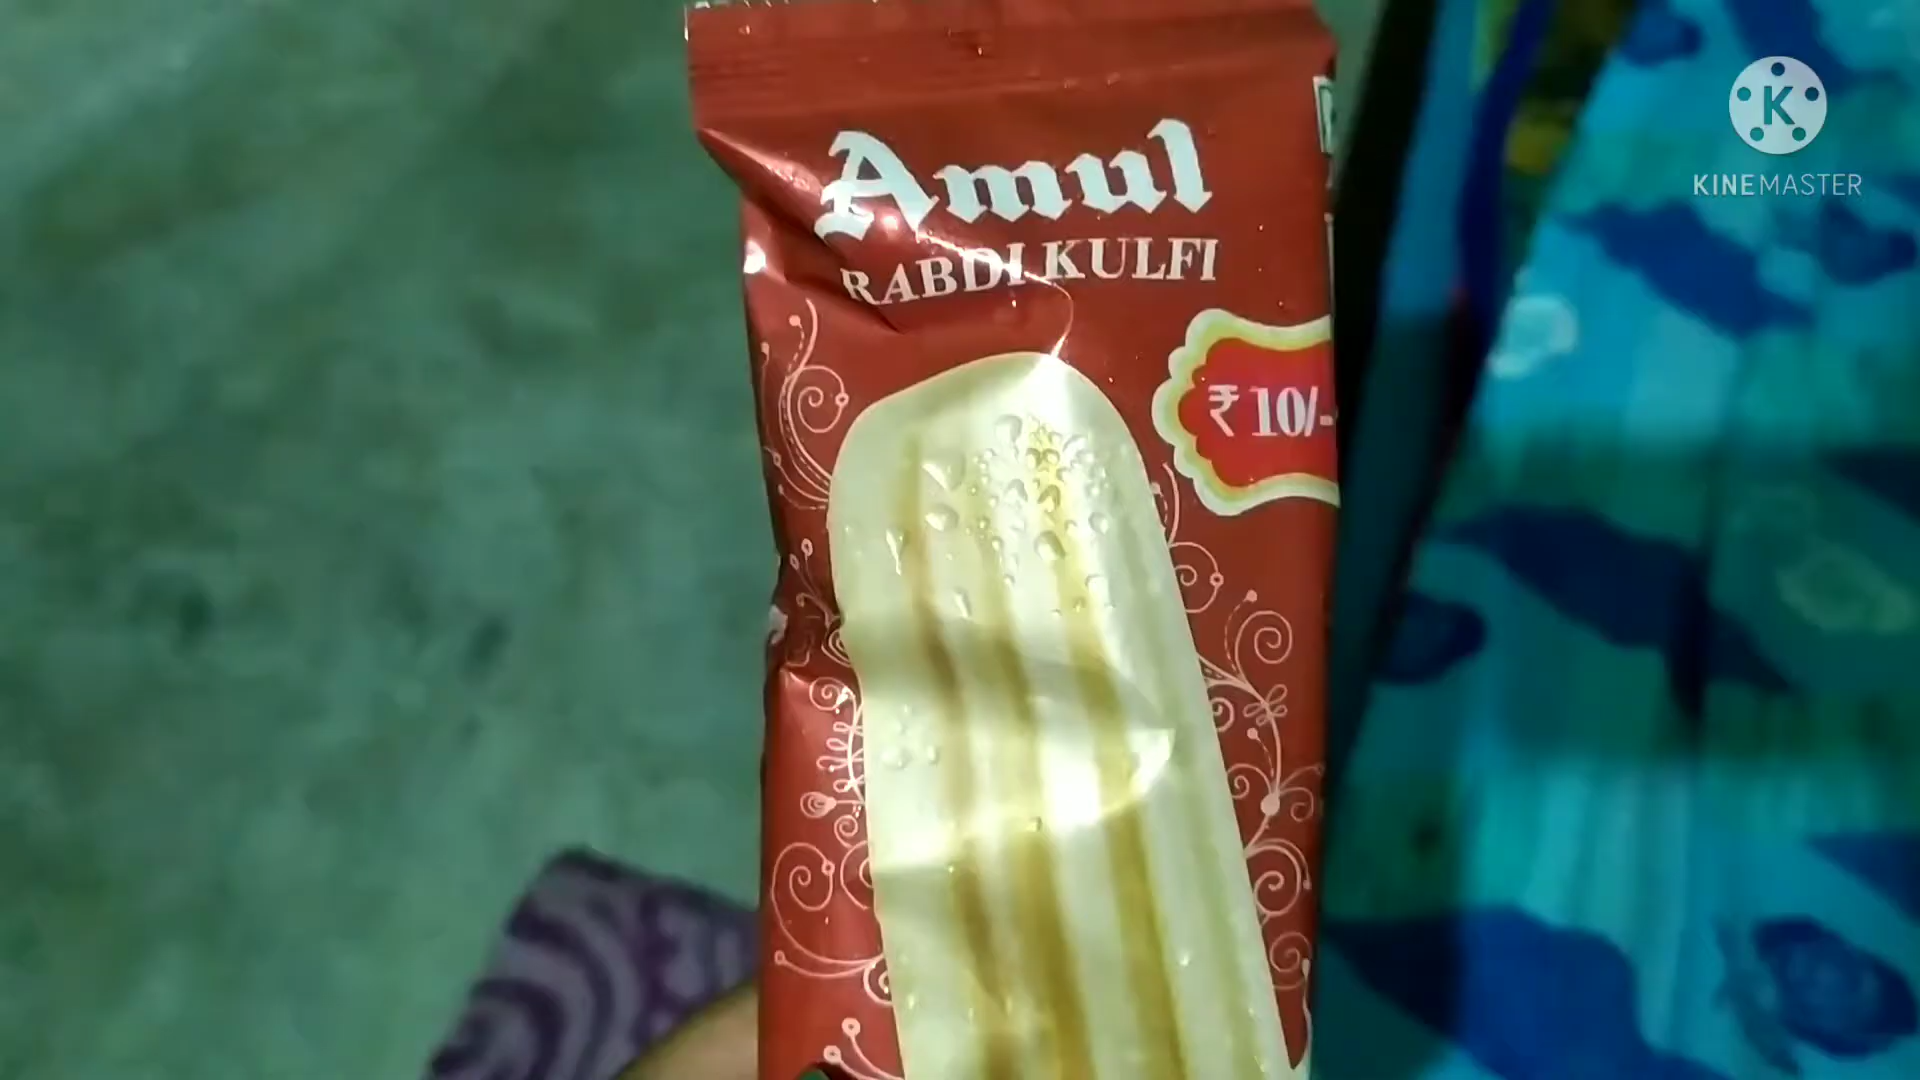 Amul
RABDI KULFI
₹ 10/-
K
KINEMASTER